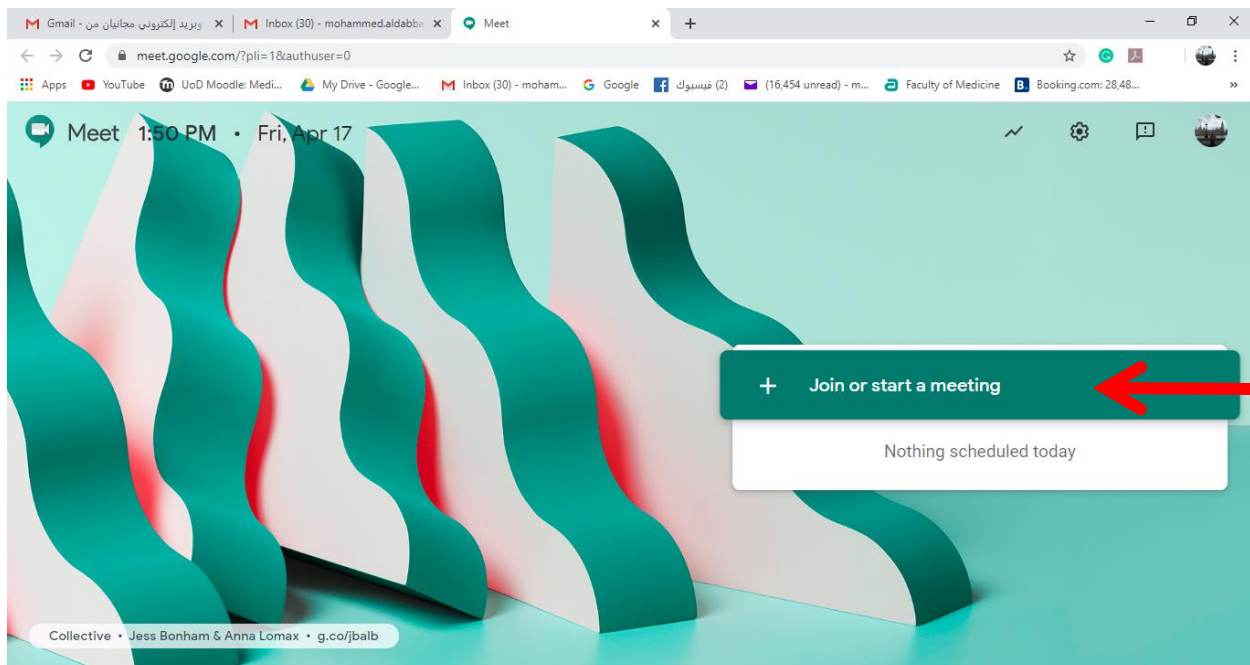 Gmail - وبريد إلكتروني مجانيان من
Inbox (30) - mohammed.aldabba
Meet
meet.google.com/?pli=1&authuser=0
Apps
YouTube
UoD Moodle: Medi...
My Drive - Google...
Inbox (30) - moham...
Google
(2) فيسبوك
(16,454 unread) - m...
Faculty of Medicine
Booking.com: 28,48...
Meet 1:50 PM • Fri, Apr 17
+ Join or start a meeting
Nothing scheduled today
Collective • Jess Bonham & Anna Lomax • g.co/jbalb